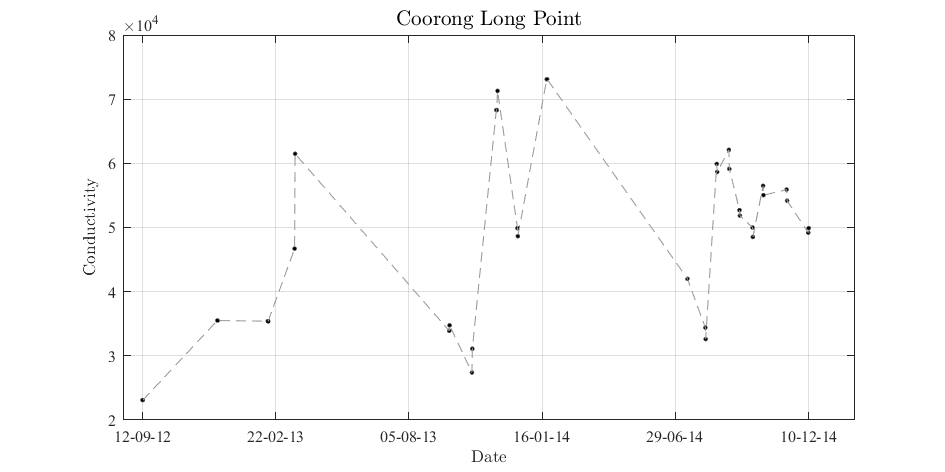 Coorong Long Point
×10⁴
8
7
6
5
4
3
2
Conductivity
12-09-12 22-02-13 05-08-13 16-01-14 29-06-14 10-12-14
Date